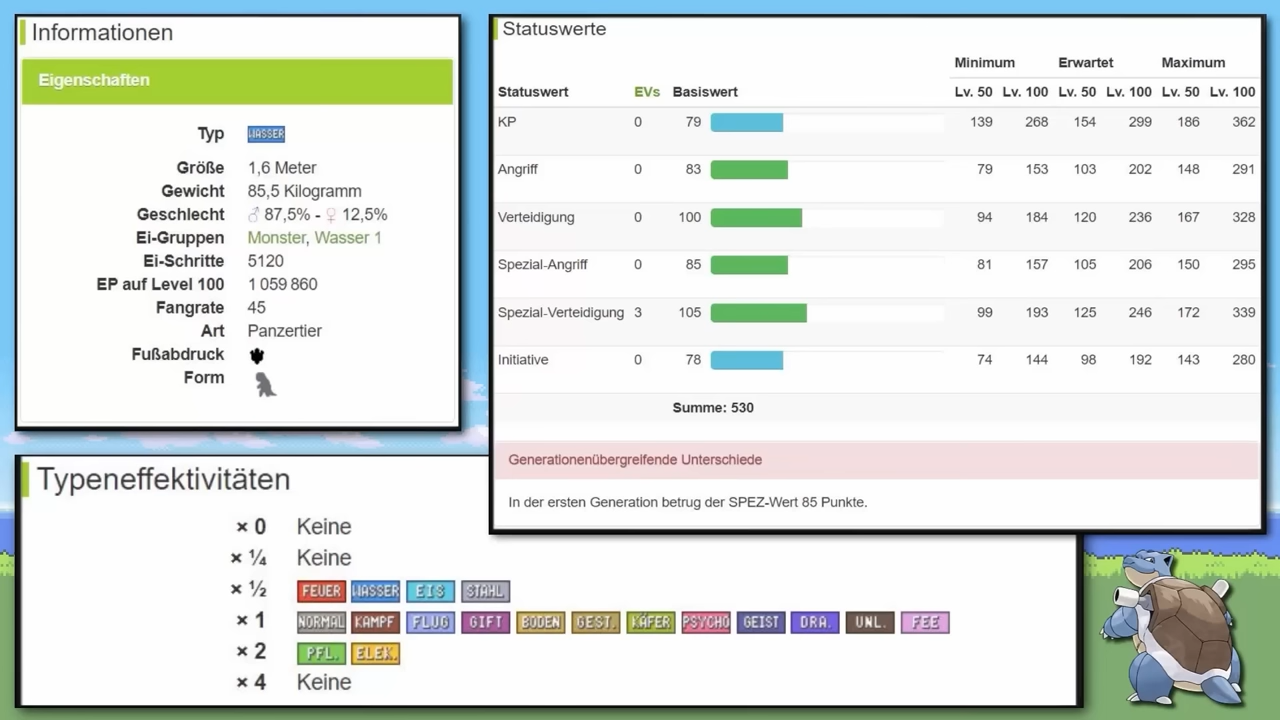 Informationen
Eigenschaften
Typ WASSER
Größe 1,6 Meter
Gewicht 85,5 Kilogramm
Geschlecht ♂ 87,5% - ♀ 12,5%
Ei-Gruppen Monster, Wasser 1
Ei-Schritte 5120
EP auf Level 100 1 059 860
Fangrate 45
Art Panzertier
Fußabdruck
Form
Statuswerte
Minimum Erwartet Maximum
Statuswert EVs Basiswert Lv. 50 Lv. 100 Lv. 50 Lv. 100 Lv. 50 Lv. 100
KP 0 79 139 268 154 299 186 362
Angriff 0 83 79 153 103 202 148 291
Verteidigung 0 100 94 184 120 236 167 328
Spezial-Angriff 0 85 81 157 105 206 150 295
Spezial-Verteidigung 3 105 99 193 125 246 172 339
Initiative 0 78 74 144 98 192 143 280
Summe: 530
Generationenübergreifende Unterschiede
In der ersten Generation betrug der SPEZ-Wert 85 Punkte.
Typeneffektivitäten
× 0 Keine
× ¼ Keine
× ½ FEUER WASSER EIS STAHL
× 1 NORMAL KAMPF FLUG GIFT BODEN GEST. KÄFER PSYCHO GEIST DRA. UNL. FEE
× 2 PFL. ELEK.
× 4 Keine